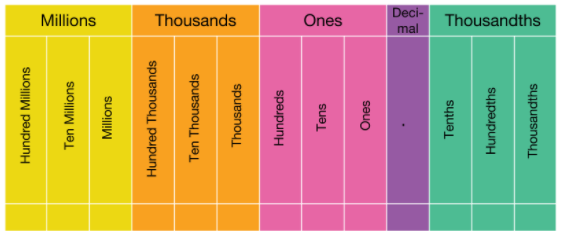 Millions
Thousands
Ones
Deci-
mal
Thousandths
Hundred Millions
Ten Millions
Millions
Hundred Thousands
Ten Thousands
Thousands
Hundreds
Tens
Ones
.
Tenths
Hundredths
Thousandths